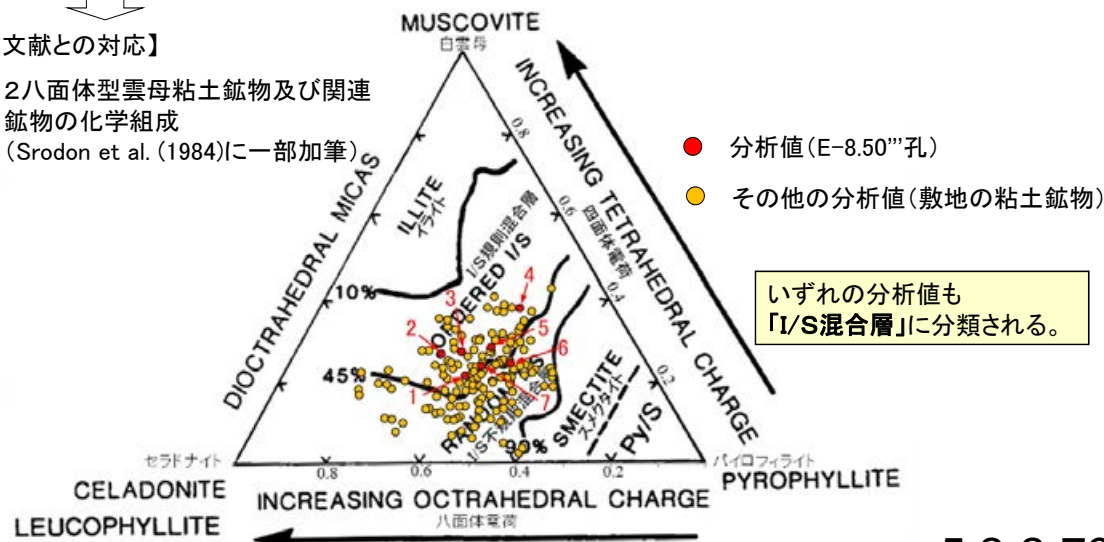 文献との対応】
2八面体型雲母粘土鉱物及び関連
鉱物の化学組成
(Srodon et al. (1984)に一部加筆)
MUSCOVITE
白雲母
DIOCTRAHEDRAL MICAS
INCREASING TETRAHEDRAL CHARGE
四面体電荷
0.8
0.6
0.4
0.2
ILLITE
イライト
I/S規則混合層
ORDERED I/S
10%
45%
90%
3
4
2
5
6
1
7
I/S不規則混合層
SMECTITE
スメクタイト
Py/S
セラドナイト
CELADONITE
LEUCOPHYLLITE
0.8
0.6
0.4
0.2
INCREASING OCTRAHEDRAL CHARGE
八面体電荷
パイロフィライト
PYROPHYLLITE
分析値(E-8.50"'孔)
その他の分析値(敷地の粘土鉱物)
いずれの分析値も
「I/S混合層」に分類される。